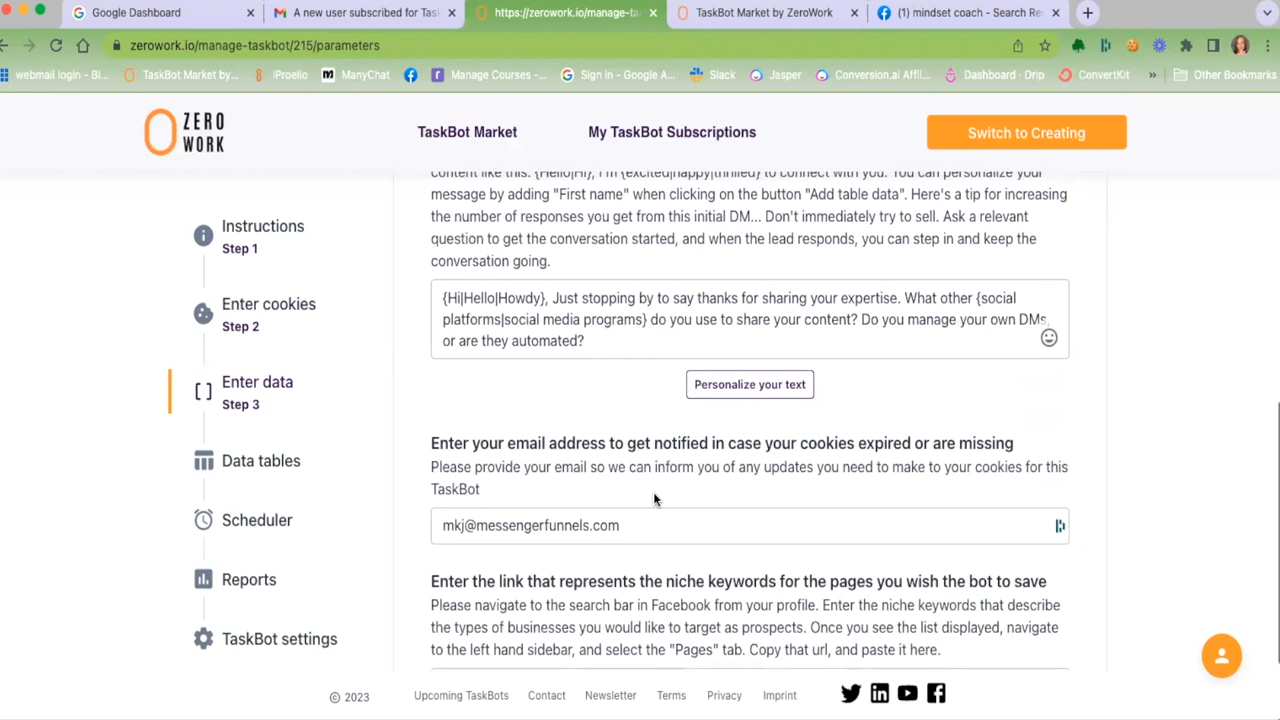 Google Dashboard
A new user subscribed for Tas
https://zerowork.io/manage-ta
TaskBot Market by ZeroWork
(1) mindset coach - Search Re
zerowork.io/manage-taskbot/215/parameters
webmail login - Bl...
TaskBot Market by...
IProelio
ManyChat
Manage Courses -...
Sign in - Google A...
Slack
Jasper
Conversion.ai Affil...
Dashboard · Drip
ConvertKit
»
Other Bookmarks
ZERO
WORK
TaskBot Market
My TaskBot Subscriptions
Switch to Creating
Instructions
Step 1
Enter cookies
Step 2
Enter data
Step 3
Data tables
Scheduler
Reports
TaskBot settings
content like this: {Hello|Hi}, I'm {excited|happy|thrilled} to connect with you. You can personalize your
message by adding "First name" when clicking on the button "Add table data". Here's a tip for increasing
the number of responses you get from this initial DM... Don't immediately try to sell. Ask a relevant
question to get the conversation started, and when the lead responds, you can step in and keep the
conversation going.
{Hi|Hello|Howdy}, Just stopping by to say thanks for sharing your expertise. What other {social
platforms|social media programs} do you use to share your content? Do you manage your own DMs,
or are they automated?
Personalize your text
Enter your email address to get notified in case your cookies expired or are missing
Please provide your email so we can inform you of any updates you need to make to your cookies for this
TaskBot
mkj@messengerfunnels.com
Enter the link that represents the niche keywords for the pages you wish the bot to save
Please navigate to the search bar in Facebook from your profile. Enter the niche keywords that describe
the types of businesses you would like to target as prospects. Once you see the list displayed, navigate
to the left hand sidebar, and select the "Pages" tab. Copy that url, and paste it here.
© 2023
Upcoming TaskBots
Contact
Newsletter
Terms
Privacy
Imprint